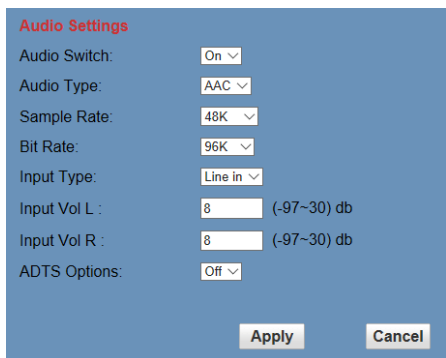 Audio Settings
Audio Switch: On
Audio Type: AAC
Sample Rate: 48K
Bit Rate: 96K
Input Type: Line in
Input Vol L : 8 (-97~30) db
Input Vol R : 8 (-97~30) db
ADTS Options: Off
Apply Cancel